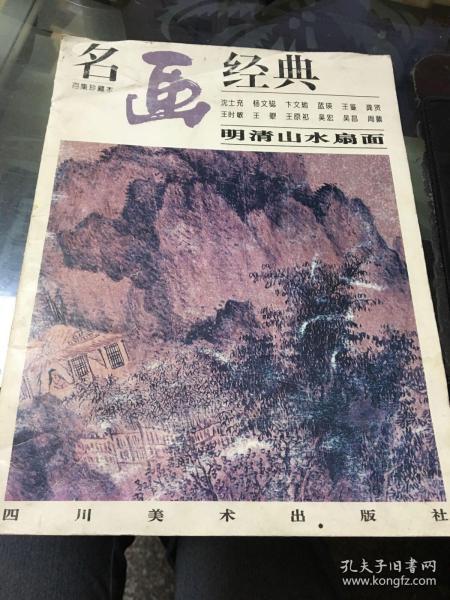 名画经典
百集珍藏本
沈士充 杨文骢 卞文瑜 蓝瑛 王鉴 龚贤
王时敏 王翚 王原祁 吴宏 吴昌 周蕃
明清山水扇面
四川美术出版社
孔夫子旧书网
www.kongfz.com